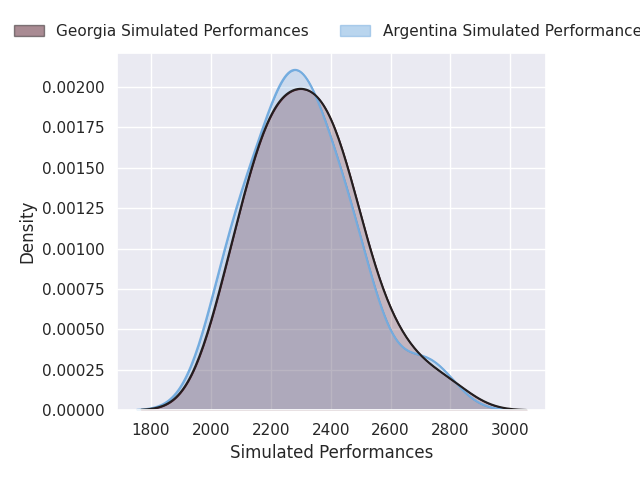 Georgia Simulated Performances
Argentina Simulated Performance
0.00200
0.00175
0.00150
0.00125
0.00100
0.00075
0.00050
0.00025
0.00000
Density
1800 2000 2200 2400 2600 2800 3000
Simulated Performances